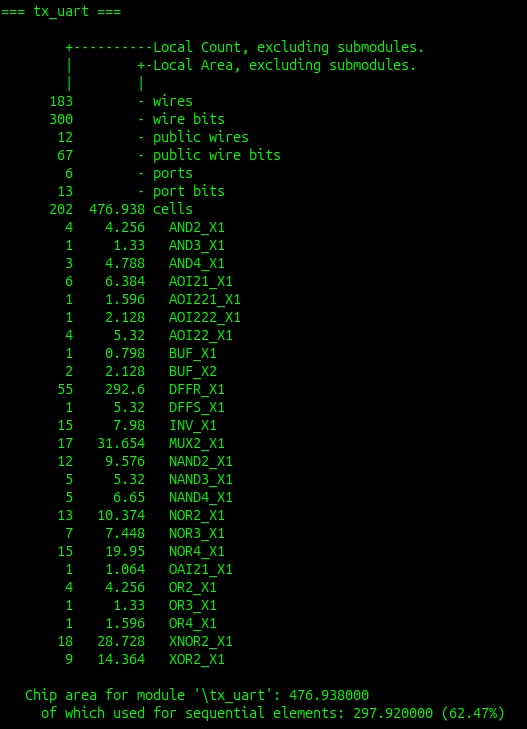 === tx_uart ===
+----------Local Count, excluding submodules.
|        +-Local Area, excluding submodules.
|        |
183        - wires
300        - wire bits
12        - public wires
67        - public wire bits
6        - ports
13        - port bits
202  476.938 cells
4    4.256   AND2_X1
1     1.33   AND3_X1
3    4.788   AND4_X1
6    6.384   AOI21_X1
1    1.596   AOI221_X1
1    2.128   AOI222_X1
4     5.32   AOI22_X1
1    0.798   BUF_X1
2    2.128   BUF_X2
55    292.6   DFFR_X1
1     5.32   DFFS_X1
15     7.98   INV_X1
17   31.654   MUX2_X1
12    9.576   NAND2_X1
5     5.32   NAND3_X1
5     6.65   NAND4_X1
13   10.374   NOR2_X1
7    7.448   NOR3_X1
15    19.95   NOR4_X1
1    1.064   OAI21_X1
4    4.256   OR2_X1
1     1.33   OR3_X1
1    1.596   OR4_X1
18   28.728   XNOR2_X1
9   14.364   XOR2_X1
Chip area for module '\tx_uart': 476.938000
of which used for sequential elements: 297.920000 (62.47%)